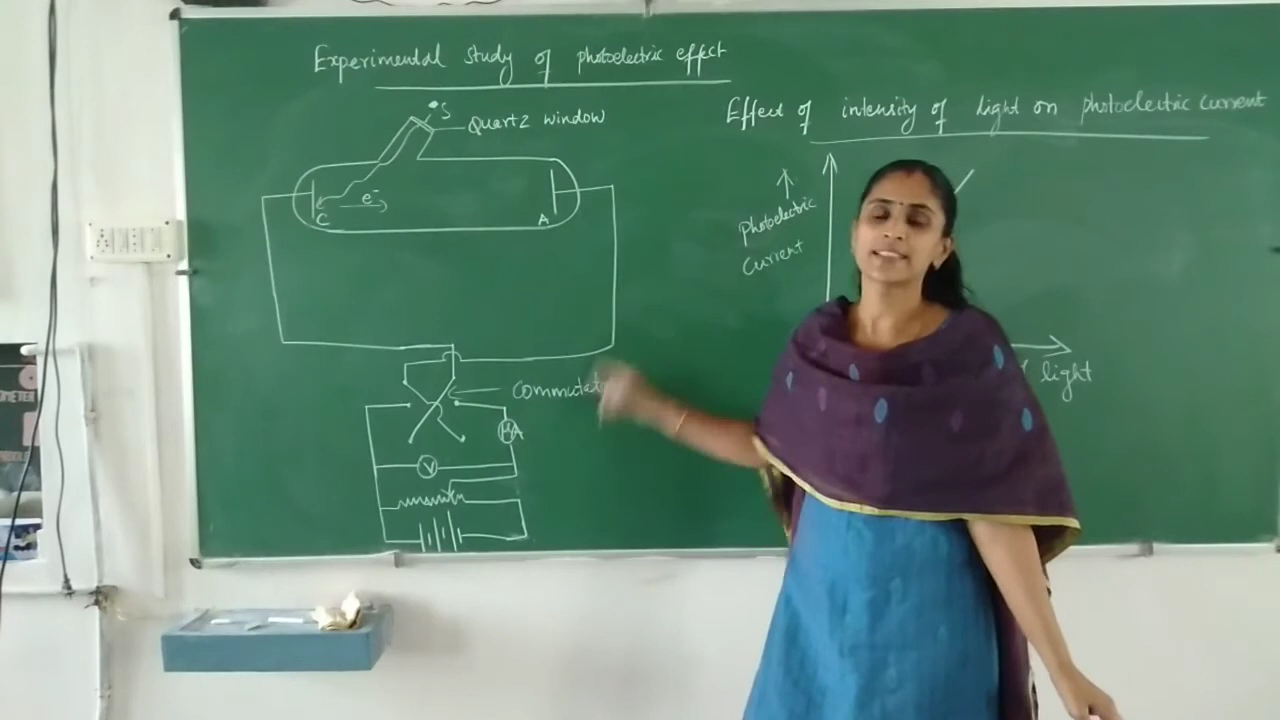 Experimental study of photoelectric effect
S
Quartz window
e-
C
A
Commutat
μA
V
Effect of intensity of light on photoelectric current
Photoelectric
Current
light